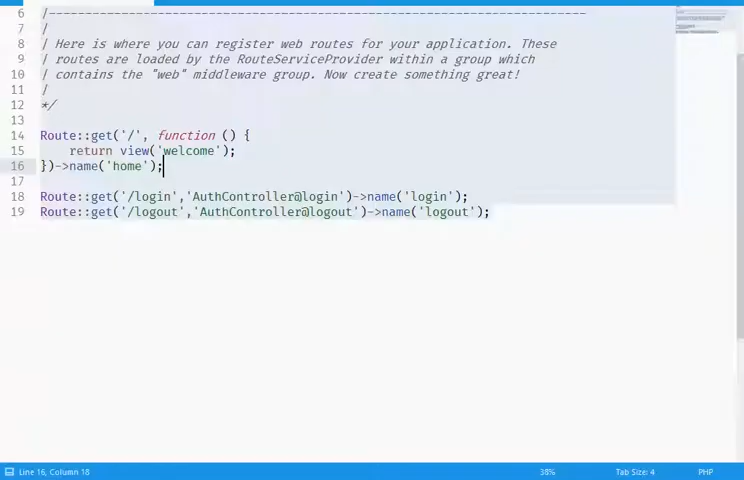 6 /---------------------------------------------------------------------------
7 |
8 | Here is where you can register web routes for your application. These
9 | routes are loaded by the RouteServiceProvider within a group which
10 | contains the "web" middleware group. Now create something great!
11 |
12 */
13
14 Route::get('/', function () {
15     return view('welcome');
16 })->name('home');
17
18 Route::get('/login','AuthController@login')->name('login');
19 Route::get('/logout','AuthController@logout')->name('logout');
Line 16, Column 18 38% Tab Size: 4 PHP